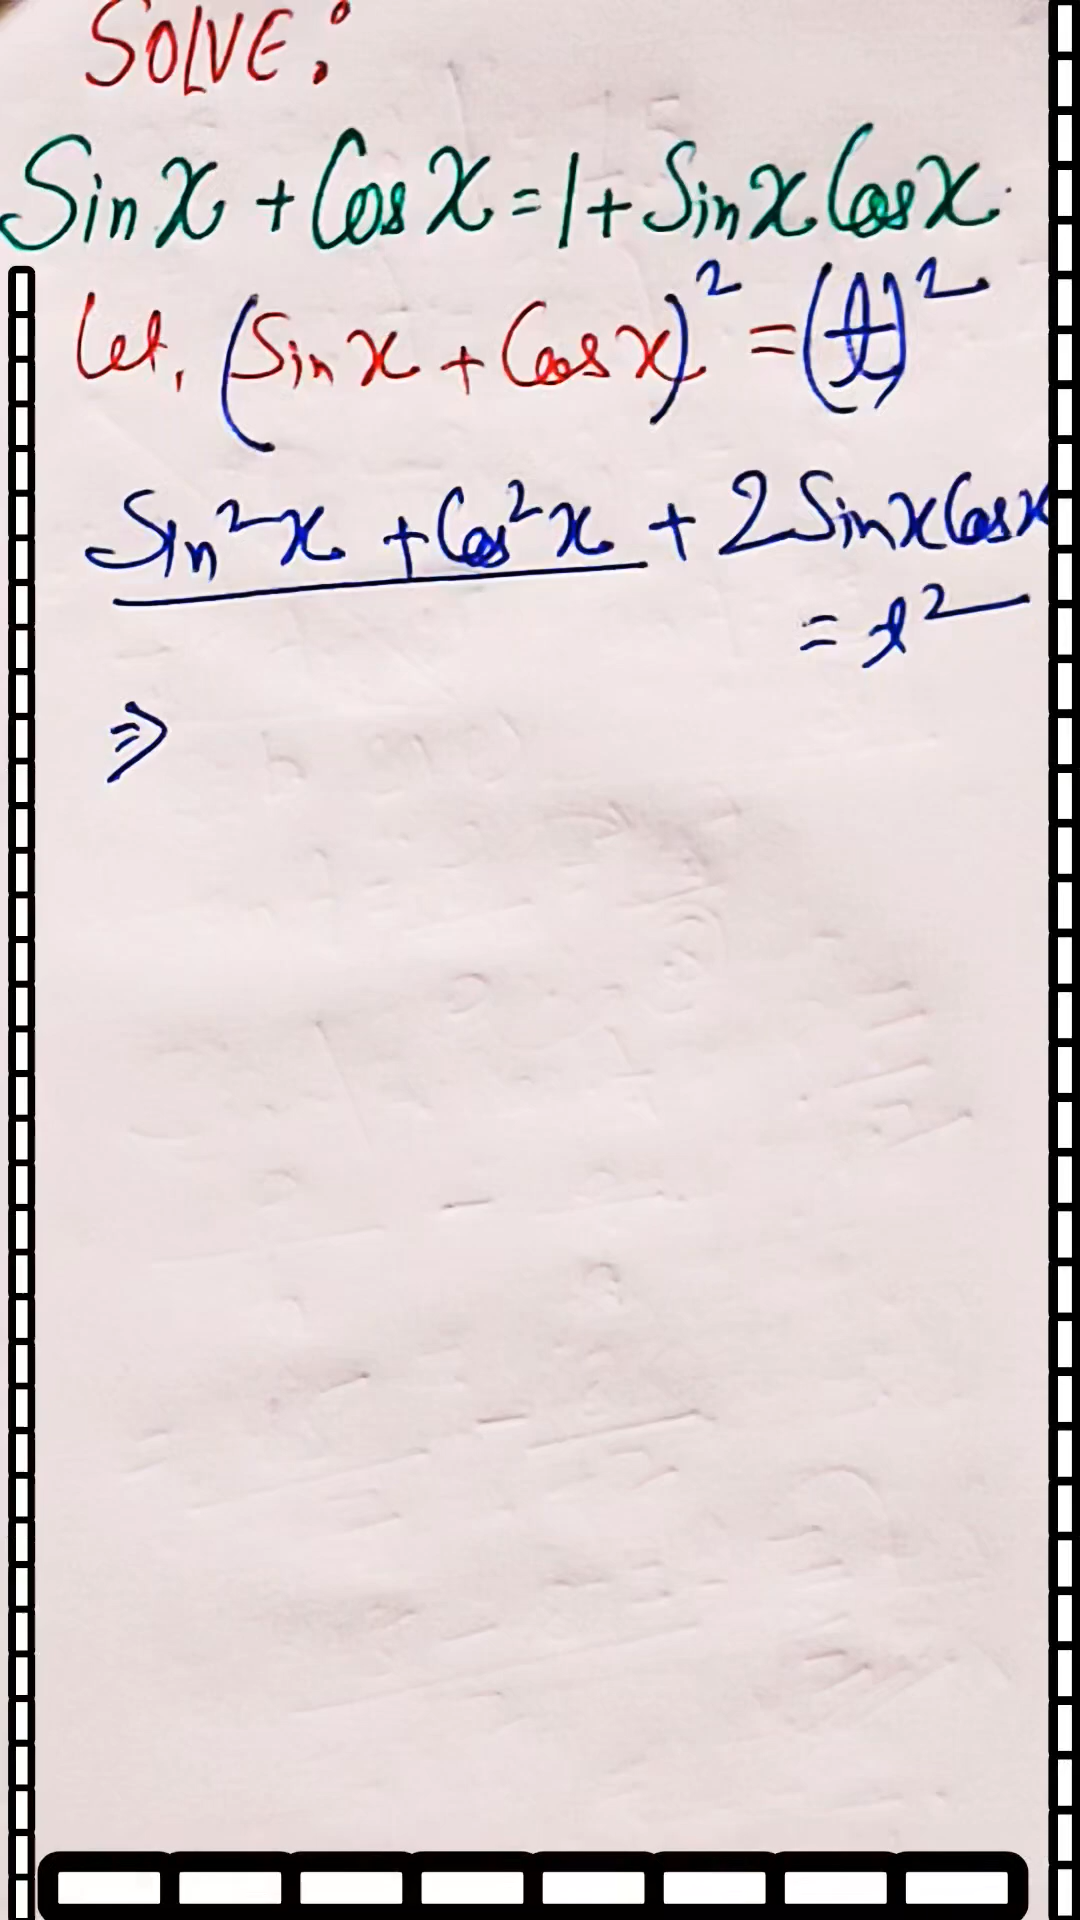 SOLVE:
Sin x + Cos x = 1 + Sin x Cos x.
Let, (Sin x + Cos x)² = (t)²
Sin²x + Cos²x + 2 Sin x Cos x
= t²
⇒